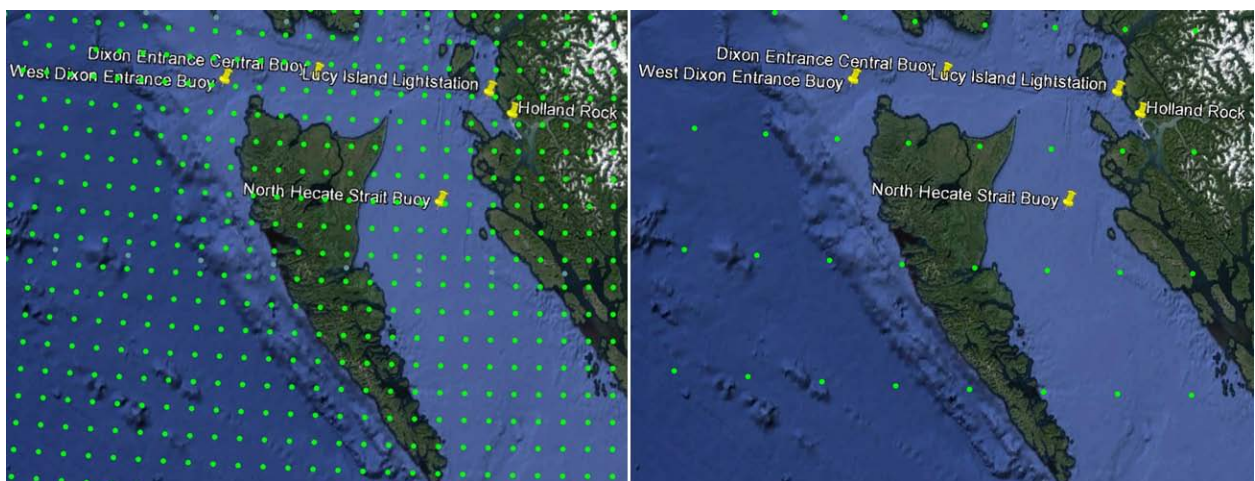 Dixon Entrance Central Buoy
West Dixon Entrance Buoy
Lucy Island Lightstation
Holland Rock
North Hecate Strait Buoy
Dixon Entrance Central Buoy
West Dixon Entrance Buoy
Lucy Island Lightstation
Holland Rock
North Hecate Strait Buoy